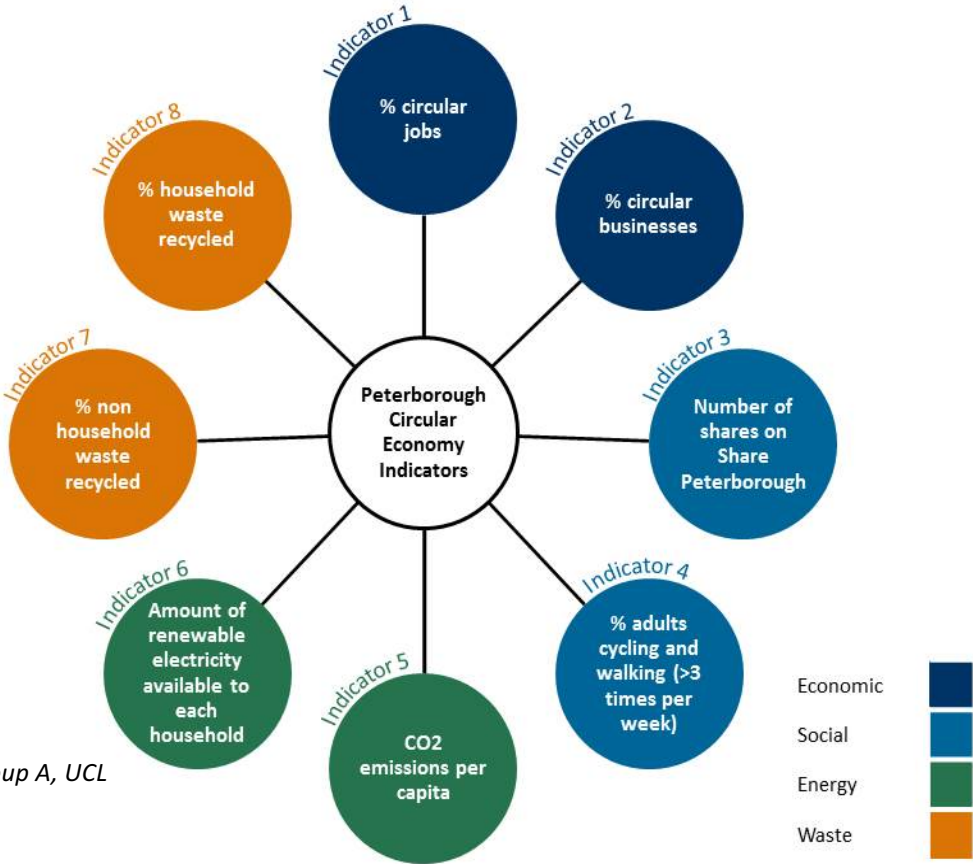 Indicator 1
% circular
jobs
Indicator 2
% circular
businesses
Indicator 3
Number of
shares on
Share
Peterborough
Indicator 4
% adults
cycling and
walking (>3
times per
week)
Indicator 5
CO2
emissions per
capita
Indicator 6
Amount of
renewable
electricity
available to
each
household
Indicator 7
% non
household
waste
recycled
Indicator 8
% household
waste
recycled
Peterborough
Circular
Economy
Indicators
up A, UCL
Economic
Social
Energy
Waste